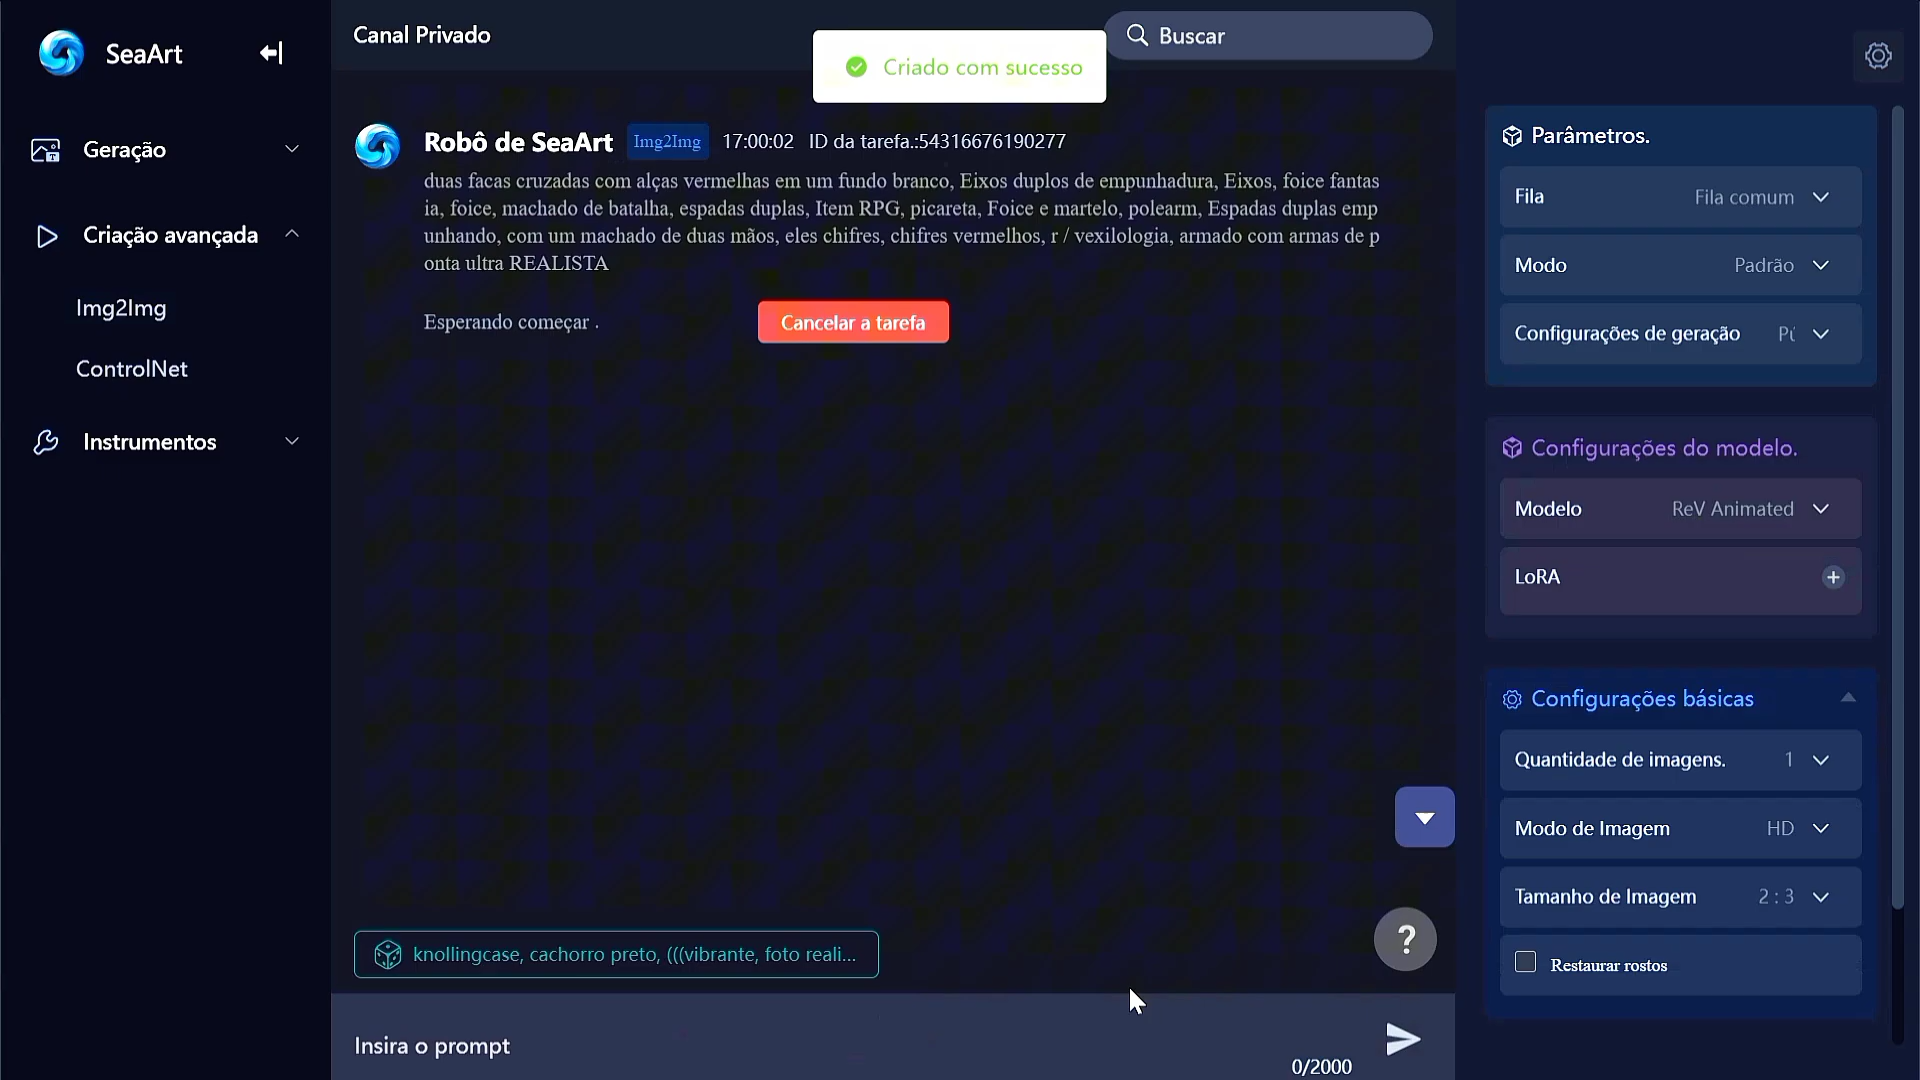 SeaArt
Geração
Criação avançada
Img2Img
ControlNet
Instrumentos
Canal Privado
Criado com sucesso
Buscar
Robô de SeaArt Img2Img 17:00:02 ID da tarefa.:54316676190277
duas facas cruzadas com alças vermelhas em um fundo branco, Eixos duplos de empunhadura, Eixos, foice fantas
ia, foice, machado de batalha, espadas duplas, Item RPG, picareta, Foice e martelo, polearm, Espadas duplas emp
unhando, com um machado de duas mãos, eles chifres, chifres vermelhos, r / vexilologia, armado com armas de p
onta ultra REALISTA
Esperando começar .
Cancelar a tarefa
?
knollingcase, cachorro preto, (((vibrante, foto reali...
Insira o prompt
0/2000
Parâmetros.
Fila Fila comum
Modo Padrão
Configurações de geração
Configurações do modelo.
Modelo ReV Animated
LoRA +
Configurações básicas
Quantidade de imagens. 1
Modo de Imagem HD
Tamanho de Imagem 2 : 3
Restaurar rostos